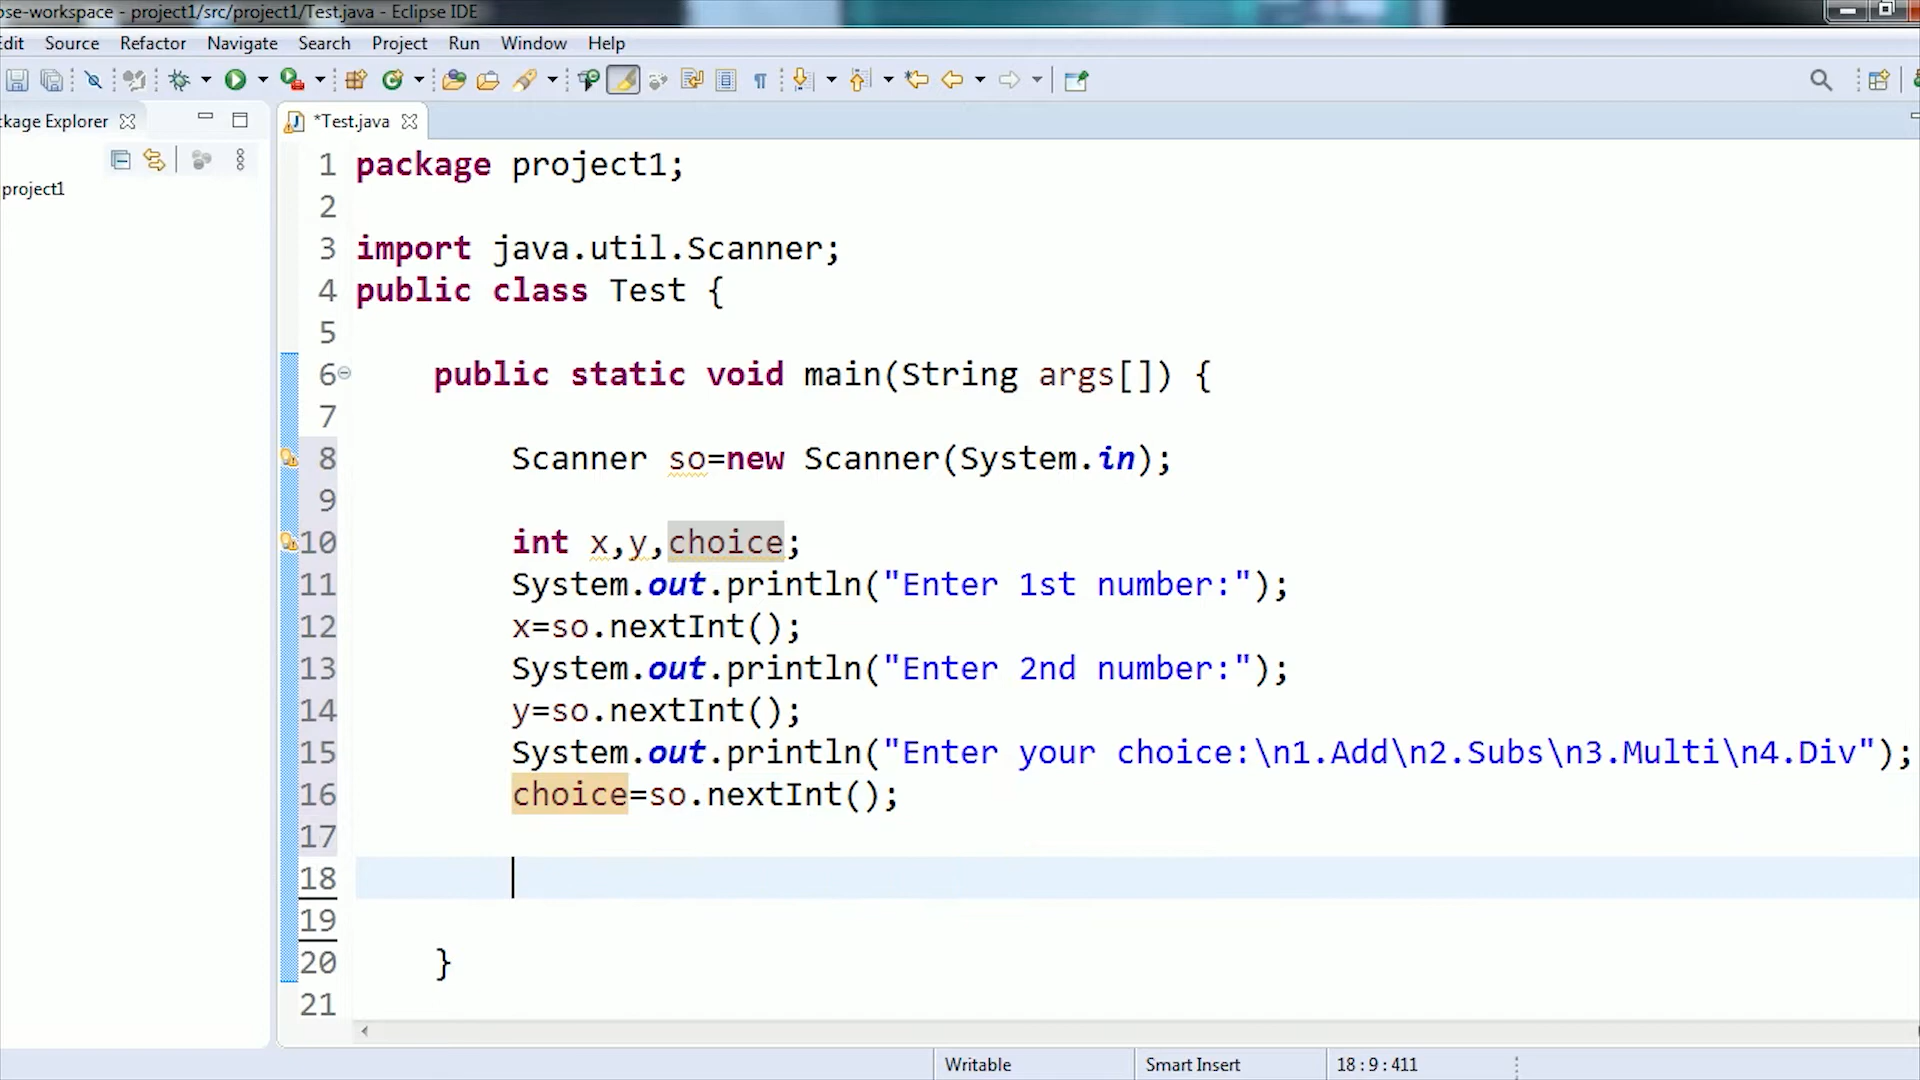 pse-workspace - project1/src/project1/Test.java - Eclipse IDE
Edit Source Refactor Navigate Search Project Run Window Help
ckage Explorer
*Test.java
project1
1 package project1;
2
3 import java.util.Scanner;
4 public class Test {
5
6 public static void main(String args[]) {
7
8 Scanner so=new Scanner(System.in);
9
10 int x,y,choice;
11 System.out.println("Enter 1st number:");
12 x=so.nextInt();
13 System.out.println("Enter 2nd number:");
14 y=so.nextInt();
15 System.out.println("Enter your choice:\n1.Add\n2.Subs\n3.Multi\n4.Div");
16 choice=so.nextInt();
17
18
19
20 }
21
Writable Smart Insert 18 : 9 : 411